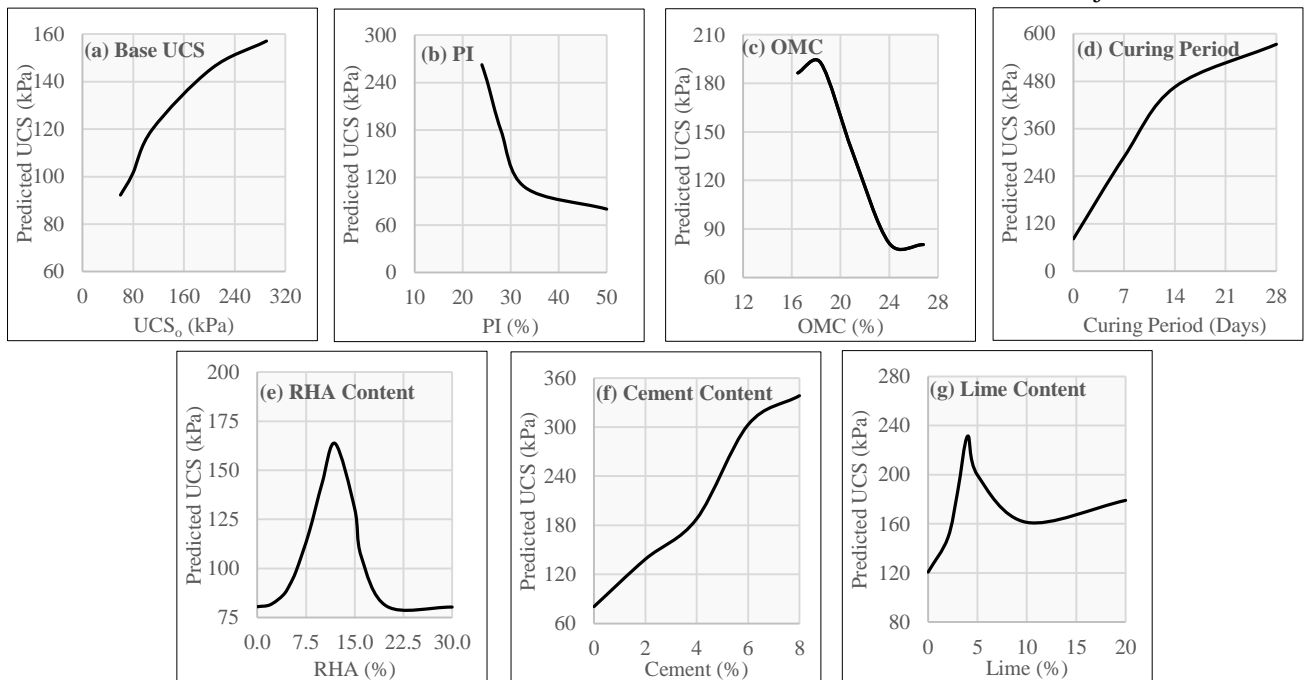 (a) Base UCS
Predicted UCS (kPa)
160
140
120
100
80
60
0 80 160 240 320
UCSₒ (kPa)
(b) PI
Predicted UCS (kPa)
300
240
180
120
60
0
10 20 30 40 50
PI (%)
(c) OMC
Predicted UCS (kPa)
210
180
150
120
90
60
12 16 20 24 28
OMC (%)
(d) Curing Period
Predicted UCS (kPa)
600
480
360
240
120
0
0 7 14 21 28
Curing Period (Days)
(e) RHA Content
Predicted UCS (kPa)
200
175
150
125
100
75
0.0 7.5 15.0 22.5 30.0
RHA (%)
(f) Cement Content
Predicted UCS (kPa)
360
300
240
180
120
60
0 2 4 6 8
Cement (%)
(g) Lime Content
Predicted UCS (kPa)
280
240
200
160
120
80
0 5 10 15 20
Lime (%)